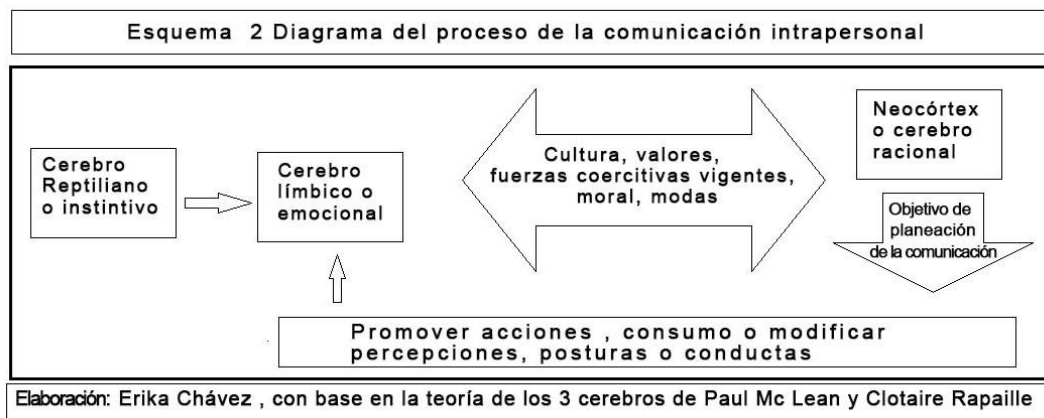 Esquema 2 Diagrama del proceso de la comunicación intrapersonal
Cerebro
Reptiliano
o instintivo
Cerebro
límbico o
emocional
Cultura, valores,
fuerzas coercitivas vigentes,
moral, modas
Neocórtex
o cerebro
racional
Objetivo de
planeación
de la comunicación
Promover acciones , consumo o modificar
percepciones, posturas o conductas
Elaboración: Erika Chávez , con base en la teoría de los 3 cerebros de Paul Mc Lean y Clotaire Rapaille